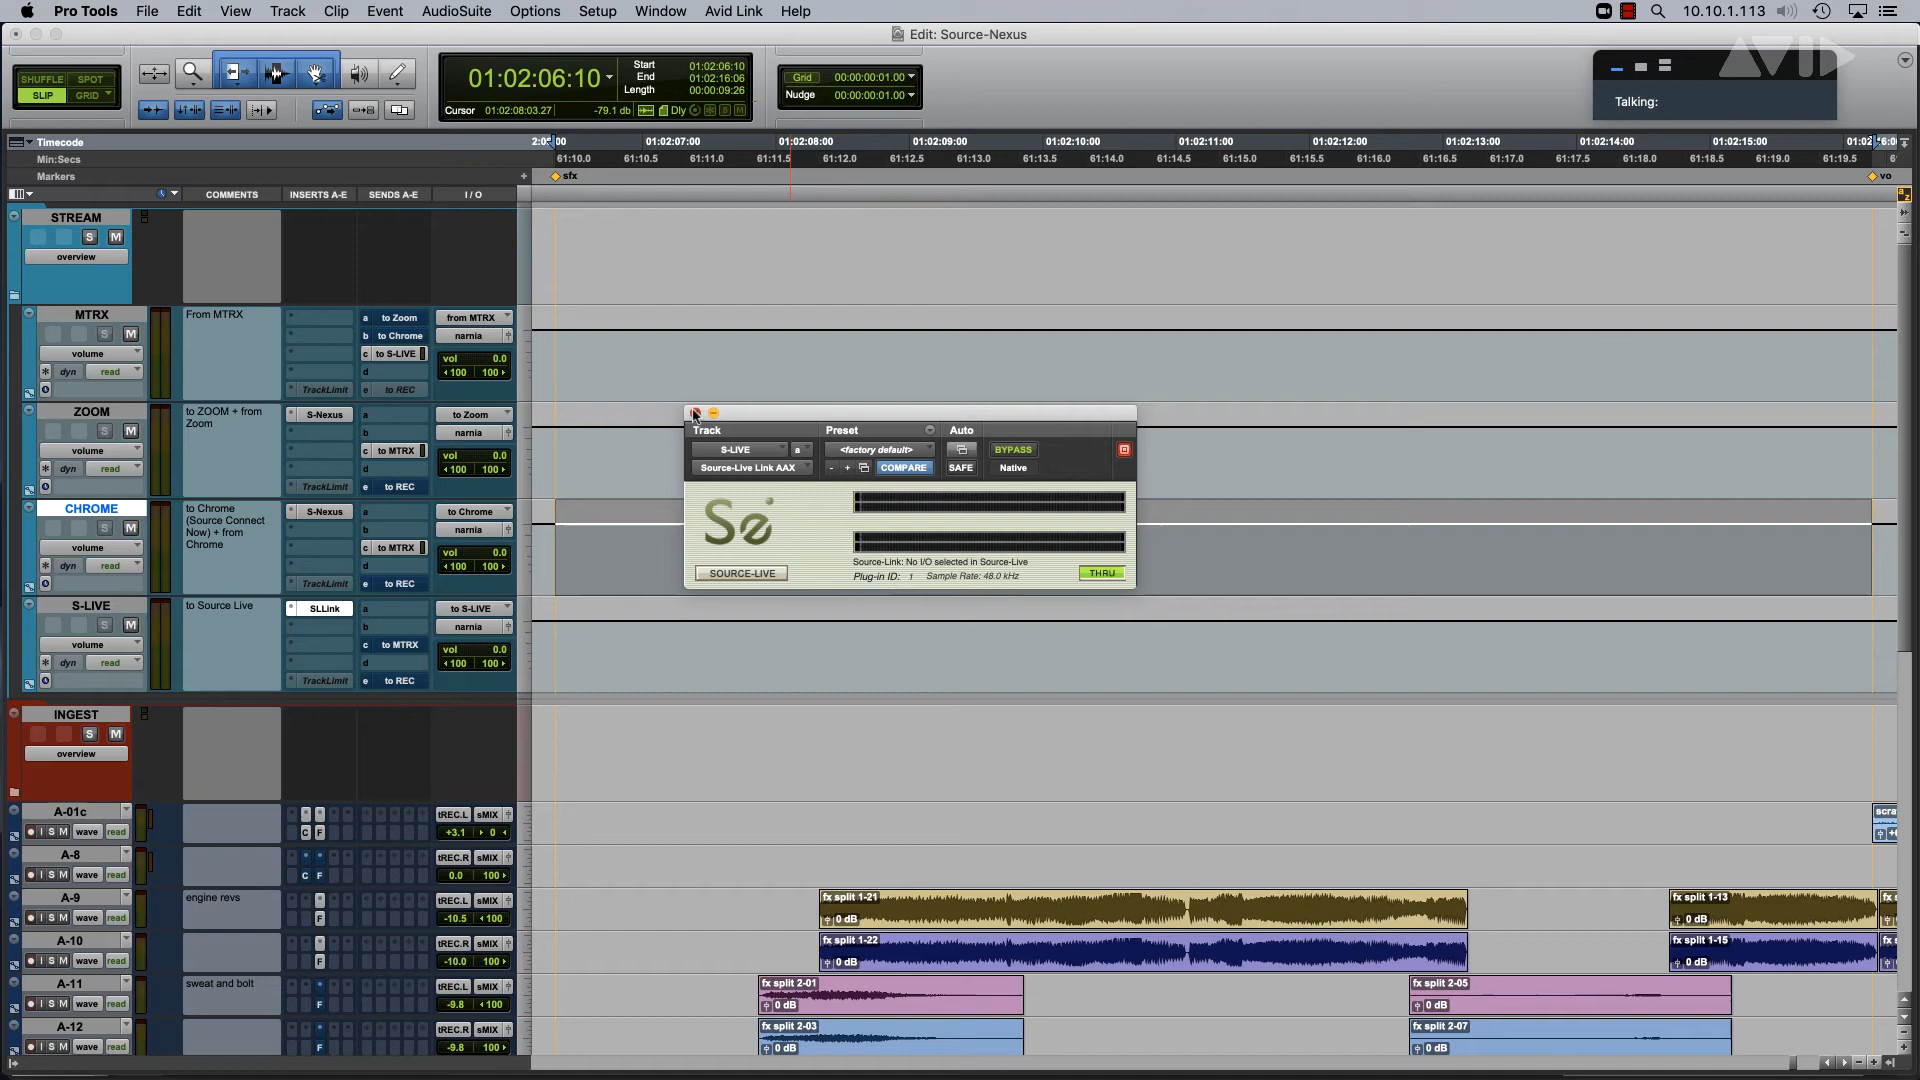 Pro Tools File Edit View Track Clip Event AudioSuite Options Setup Window Avid Link Help 10.10.1.113
Edit: Source-Nexus
AVID
SHUFFLE SPOT
SLIP GRID
01:02:06:10
Start 01:02:06:10
End 01:02:16:06
Length 00:00:09:26
Cursor 01:02:08:03.27 -79.1 db Dly S M
Grid 00:00:00:01.00
Nudge 00:00:00:01.00
Talking:
Timecode 01:02:07:00 01:02:08:00 01:02:09:00 01:02:10:00 01:02:11:00 01:02:12:00 01:02:13:00 01:02:14:00 01:02:15:00
Min:Secs 61:10.0 61:10.5 61:11.0 61:11.5 61:12.0 61:12.5 61:13.0 61:13.5 61:14.0 61:14.5 61:15.0 61:15.5 61:16.0 61:16.5 61:17.0 61:17.5 61:18.0 61:18.5 61:19.0 61:19.5
Markers + sfx vo
COMMENTS INSERTS A-E SENDS A-E I / O
STREAM
S M
overview
MTRX From MTRX a to Zoom from MTRX
S M b to Chrome narnia
volume c to S-LIVE vol 0.0
dyn read d 100 100
TrackLimit e to REC
ZOOM to ZOOM + from Zoom S-Nexus a to Zoom
S M b narnia
volume c to MTRX vol 0.0
dyn read d 100 100
TrackLimit e to REC
CHROME to Chrome (Source Connect Now) + from Chrome S-Nexus a to Chrome
S M b narnia
volume c to MTRX vol 0.0
dyn read d 100 100
TrackLimit e to REC
S-LIVE to Source Live SLLink a to S-LIVE
S M b narnia
volume c to MTRX vol 0.0
dyn read d 100 100
TrackLimit e to REC
Track Preset Auto
S-LIVE a <factory default> BYPASS
Source-Live Link AAX - + COMPARE SAFE Native
Se
Source-Link: No I/O selected in Source-Live
SOURCE-LIVE Plug-in ID: 1 Sample Rate: 48.0 kHz THRU
INGEST
S M
overview
A-01c tREC.L sMIX
I S M wave read C F +3.1 0
A-8 tREC.R sMIX
I S M wave read C F 0.0 100
A-9 engine revs tREC.L sMIX fx split 1-21 fx split 1-13
I S M wave read F -10.5 100 0 dB 0 dB
A-10 tREC.R sMIX fx split 1-22 fx split 1-15
I S M wave read F -10.0 100 0 dB 0 dB
A-11 sweat and bolt tREC.L sMIX fx split 2-01 fx split 2-05
I S M wave read F -9.8 100 0 dB 0 dB
A-12 tREC.R sMIX fx split 2-03 fx split 2-07
I S M wave read F -9.8 100 0 dB 0 dB